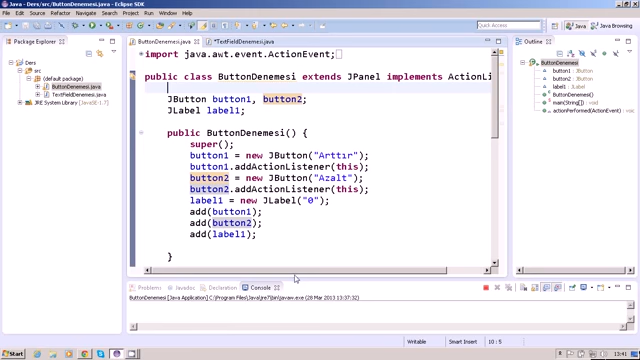 Java - Ders/src/ButtonDenemesi.java - Eclipse SDK
File Edit Source Refactor Navigate Search Project Run Window Help
Quick Access
Java
Java Browsing
Package Explorer
Ders
src
(default package)
ButtonDenemesi.java
TextFieldDenemesi.java
JRE System Library [JavaSE-1.7]
ButtonDenemesi.java
*TextFieldDenemesi.java
import java.awt.event.ActionEvent;
public class ButtonDenemesi extends JPanel implements ActionLi
JButton button1, button2;
JLabel label1;
public ButtonDenemesi() {
super();
button1 = new JButton("Arttır");
button1.addActionListener(this);
button2 = new JButton("Azalt");
button2.addActionListener(this);
label1 = new JLabel("0");
add(button1);
add(button2);
add(label1);
}
Outline
ButtonDenemesi
button1 : JButton
button2 : JButton
label1 : JLabel
ButtonDenemesi()
main(String[]) : void
actionPerformed(ActionEvent) : void
Problems
Javadoc
Declaration
Console
ButtonDenemesi [Java Application] C:\Program Files\Java\jre7\bin\javaw.exe (28 Mar 2013 13:37:32)
Writable
Smart Insert
10 : 5
Start
13:41